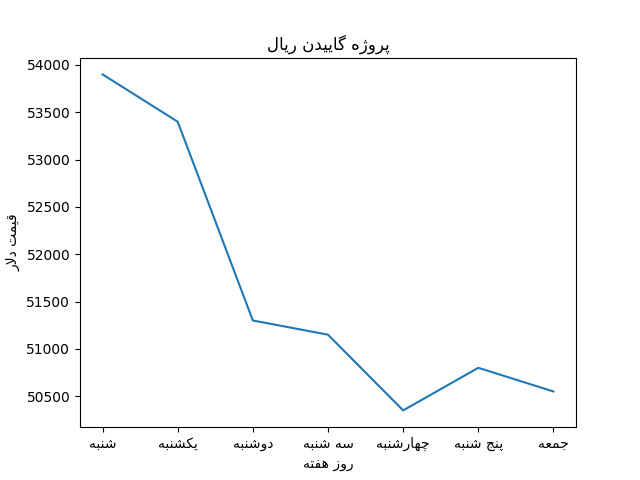 پروژه گاییدن ریال
54000
53500
53000
52500
52000
51500
51000
50500
قیمت دلار
شنبه
یکشنبه
دوشنبه
سه شنبه
چهارشنبه
پنج شنبه
جمعه
روز هفته